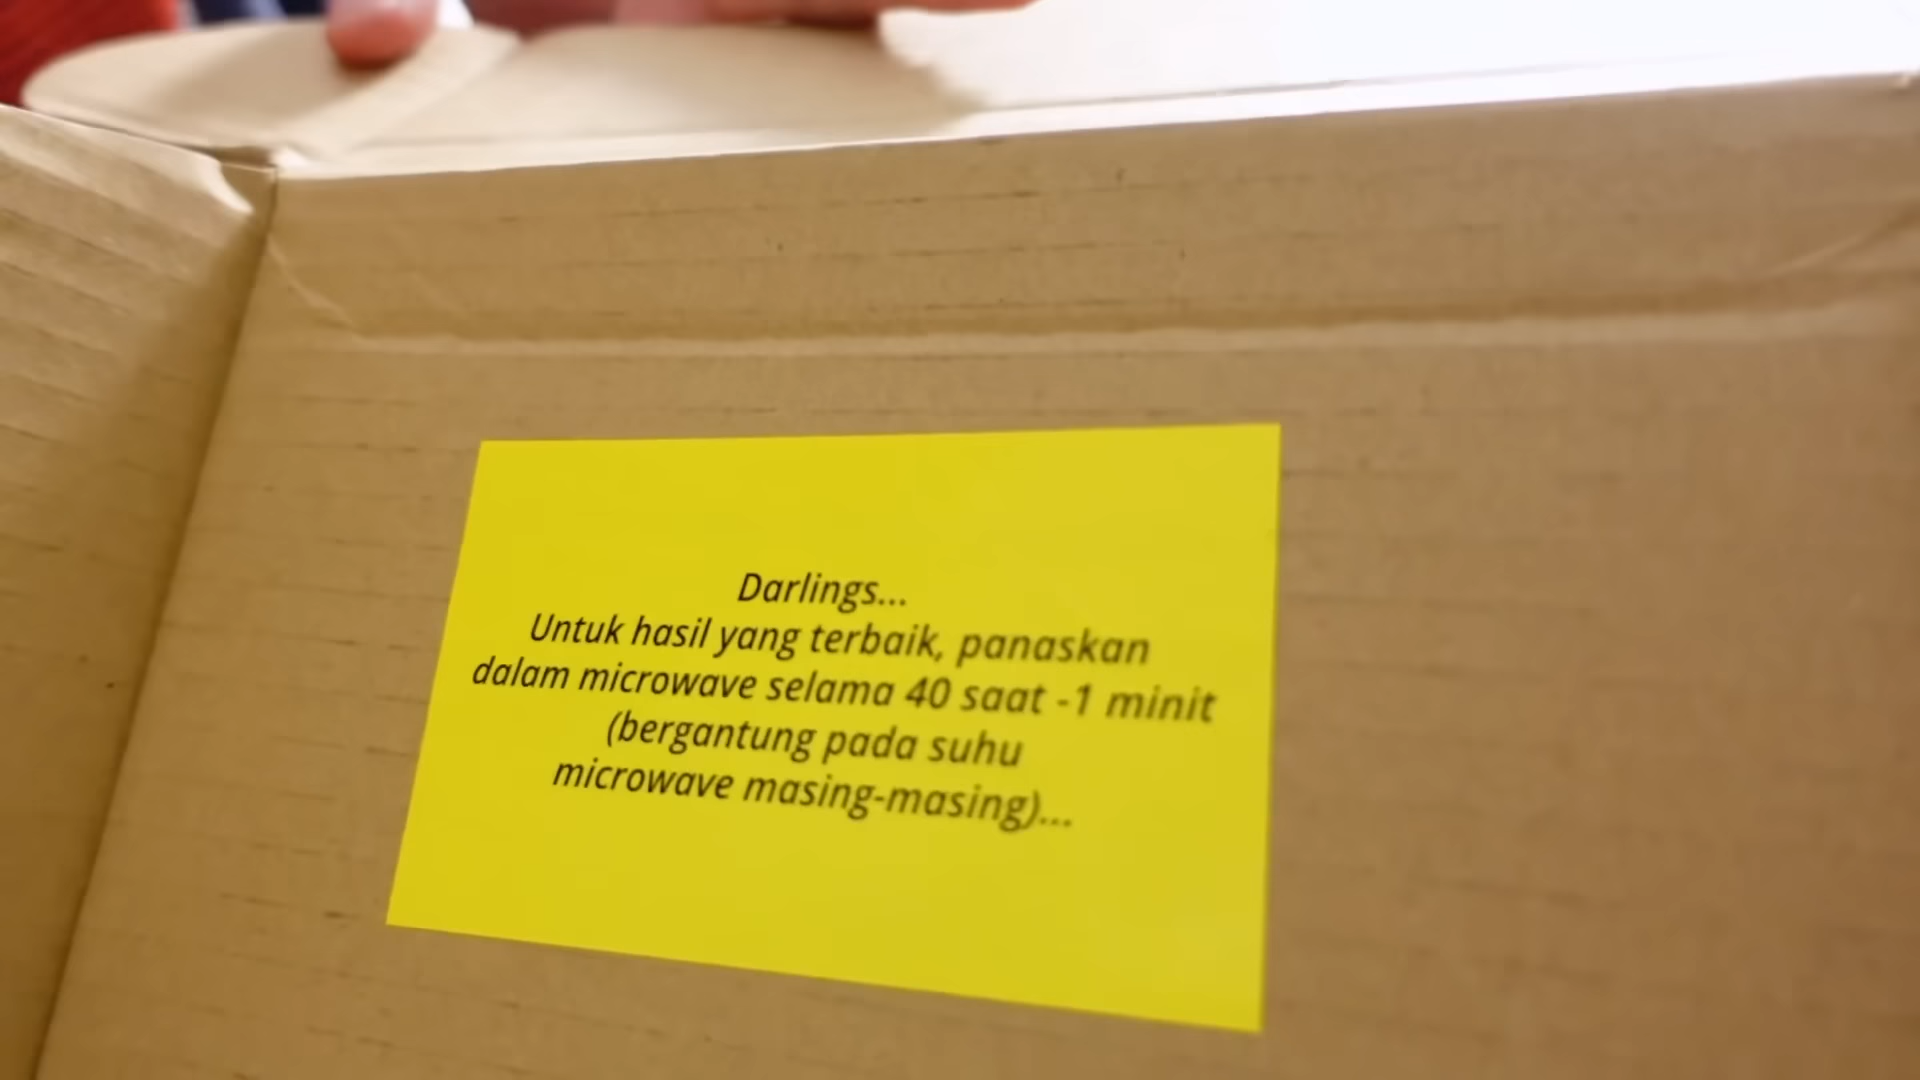 Darlings...
Untuk hasil yang terbaik, panaskan
dalam microwave selama 40 saat -1 minit
(bergantung pada suhu
microwave masing-masing)...